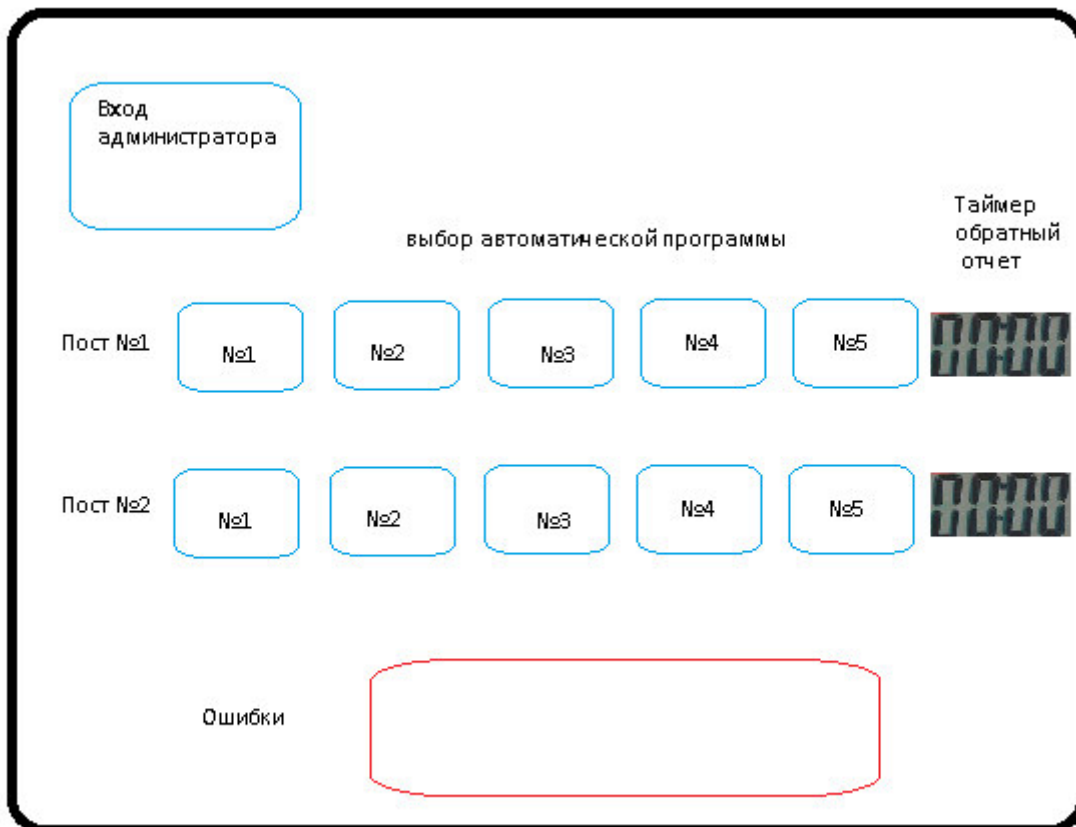 Вход
администратора
Таймер
обратный
отчет
выбор автоматической программы
Пост №1
№1
№2
№3
№4
№5
00:00
Пост №2
№1
№2
№3
№4
№5
00:00
Ошибки